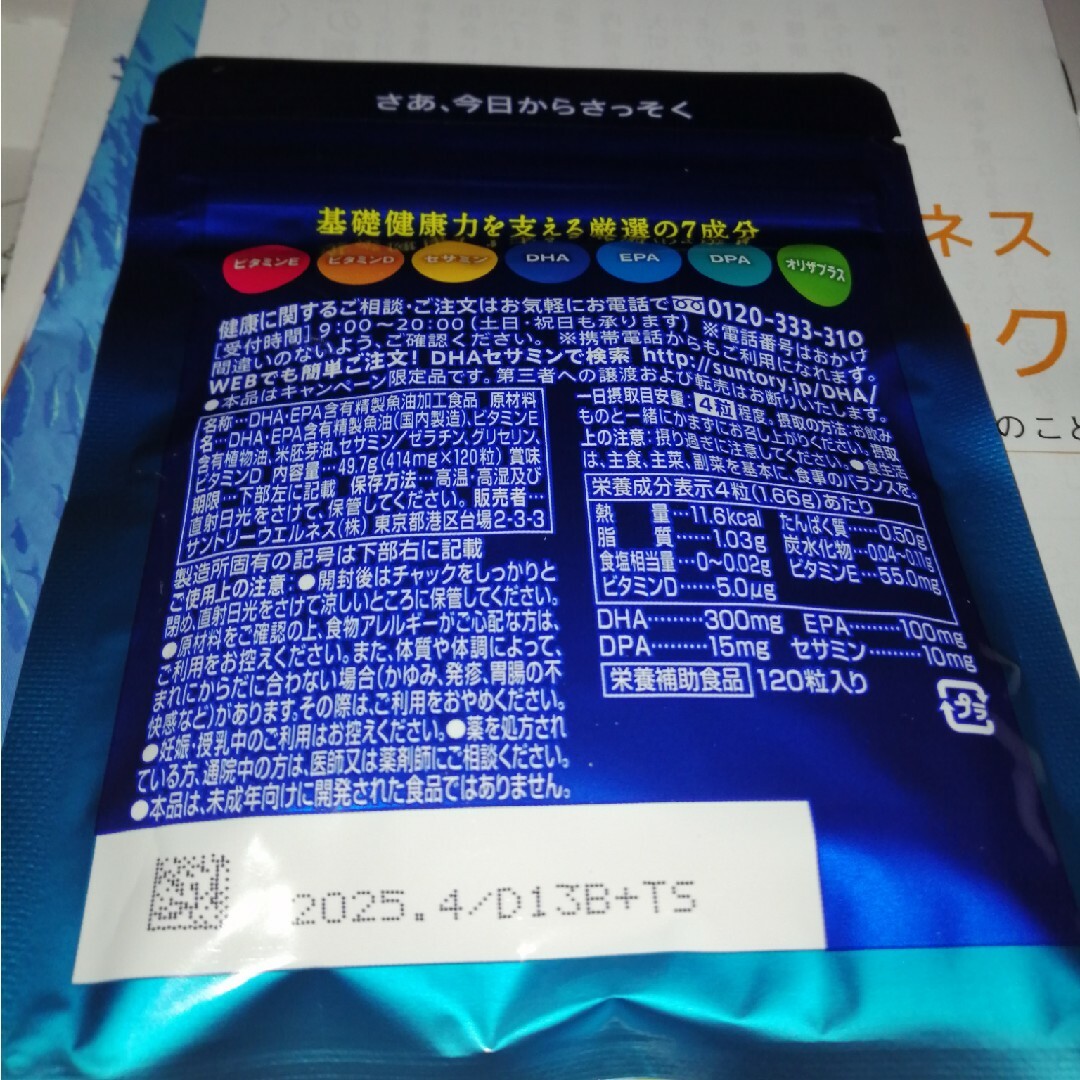 さあ、今日からさっそく
基礎健康力を支える厳選の7成分
ビタミンE ビタミンD セサミン DHA EPA DPA オリザプラス
健康に関するご相談・ご注文はお気軽にお電話で 0120-333-310
[受付時間] 9:00〜20:00(土日・祝日も承ります) ※電話番号はおかけ
間違いのないよう、ご確認ください。 ※携帯電話からもご利用になれます。
WEBでも簡単ご注文! DHAセサミンで検索 http://suntory.jp/DHA/
●本品はキャンペーン限定品です。第三者への譲渡および転売はお断りいたします。
名称…DHA・EPA含有精製魚油加工食品 原材料
名…DHA・EPA含有精製魚油(国内製造)、ビタミンE
含有植物油、米胚芽油、セサミン/ゼラチン、グリセリン、
ビタミンD 内容量…49.7g(414mg×120粒) 賞味
期限…下部左に記載 保存方法…高温・高湿及び
直射日光をさけて、保管してください。 販売者…
サントリーウエルネス(株) 東京都港区台場2-3-3
製造所固有の記号は下部右に記載
ご使用上の注意:●開封後はチャックをしっかりと
閉め、直射日光をさけて涼しいところに保管してください。
●原材料をご確認の上、食物アレルギーがご心配な方は、
ご利用をお控えください。また、体質や体調によって、
まれにからだに合わない場合(かゆみ、発疹、胃腸の不
快感など)があります。その際は、ご利用をおやめください。
●妊娠・授乳中のご利用はお控えください。●薬を処方され
ている方、通院中の方は、医師又は薬剤師にご相談ください。
●本品は、未成年向けに開発された食品ではありません。
一日摂取目安量:4粒程度。摂取の方法:お飲み
ものと一緒にかまずにお召し上がりください。摂取
上の注意:摂り過ぎに注意してください。●食生活
は、主食、主菜、副菜を基本に、食事のバランスを。
栄養成分表示4粒(1.66g)あたり
熱量…11.6kcal たんぱく質…0.50g
脂質……1.03g 炭水化物…0.04-0.1g
食塩相当量…0〜0.02g ビタミンE…55.0mg
ビタミンD……5.0μg
DHA………300mg EPA………100mg
DPA………15mg セサミン………10mg
栄養補助食品 120粒入り
プラ
2025.4/D13B+TS
ネス
ク
のこと